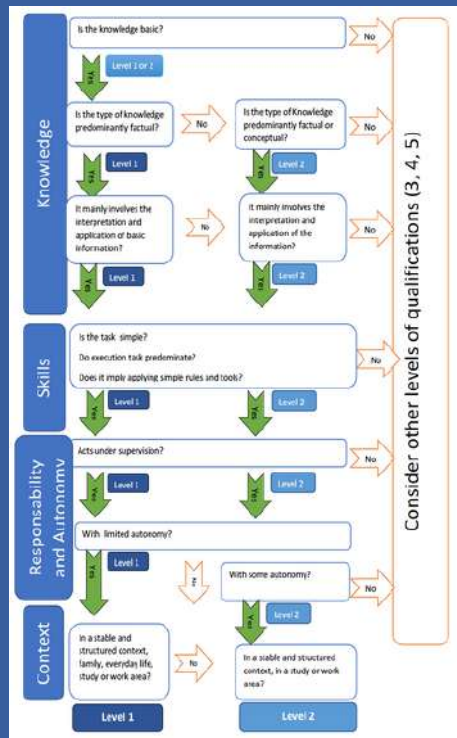 Knowledge
Is the knowledge basic?
No
Yes
Level 1 or 2
Is the type of knowledge
predominantly factual?
No
Is the type of Knowledge
predominantly factual or
conceptual?
No
Yes
Level 1
Yes
Level 2
It mainly involves the
interpretation and
application of basic
information?
No
It mainly involves the
interpretation and
application of the
information?
No
Yes
Level 1
Yes
Level 2
Skills
Is the task simple?
Do execution task predominate?
Does it imply applying simple rules and tools?
No
Yes
Level 1
Yes
Level 2
Responsability
and Autonomy
Acts under supervision?
No
Yes
Level 1
Yes
Level 2
With limited autonomy?
Yes
Level 1
No
With some autonomy?
No
Yes
Level 2
Context
In a stable and
structured context,
family, everyday life,
study or work area?
No
In a stable and structured
context, in a study or work
area?
Level 1
Level 2
Consider other levels of qualifications (3, 4, 5)